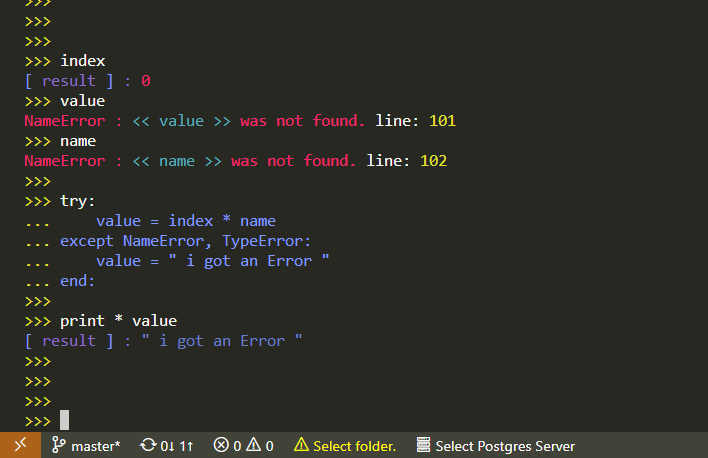 >>>
>>>
>>>
>>> index
[ result ] : 0
>>> value
NameError : << value >> was not found. line: 101
>>> name
NameError : << name >> was not found. line: 102
>>>
>>> try:
...     value = index * name
... except NameError, TypeError:
...     value = " i got an Error "
... end:
>>>
>>> print * value
[ result ] : " i got an Error "
>>>
>>>
>>>
>>>
master* 0↓ 1↑ 0 0 Select folder. Select Postgres Server